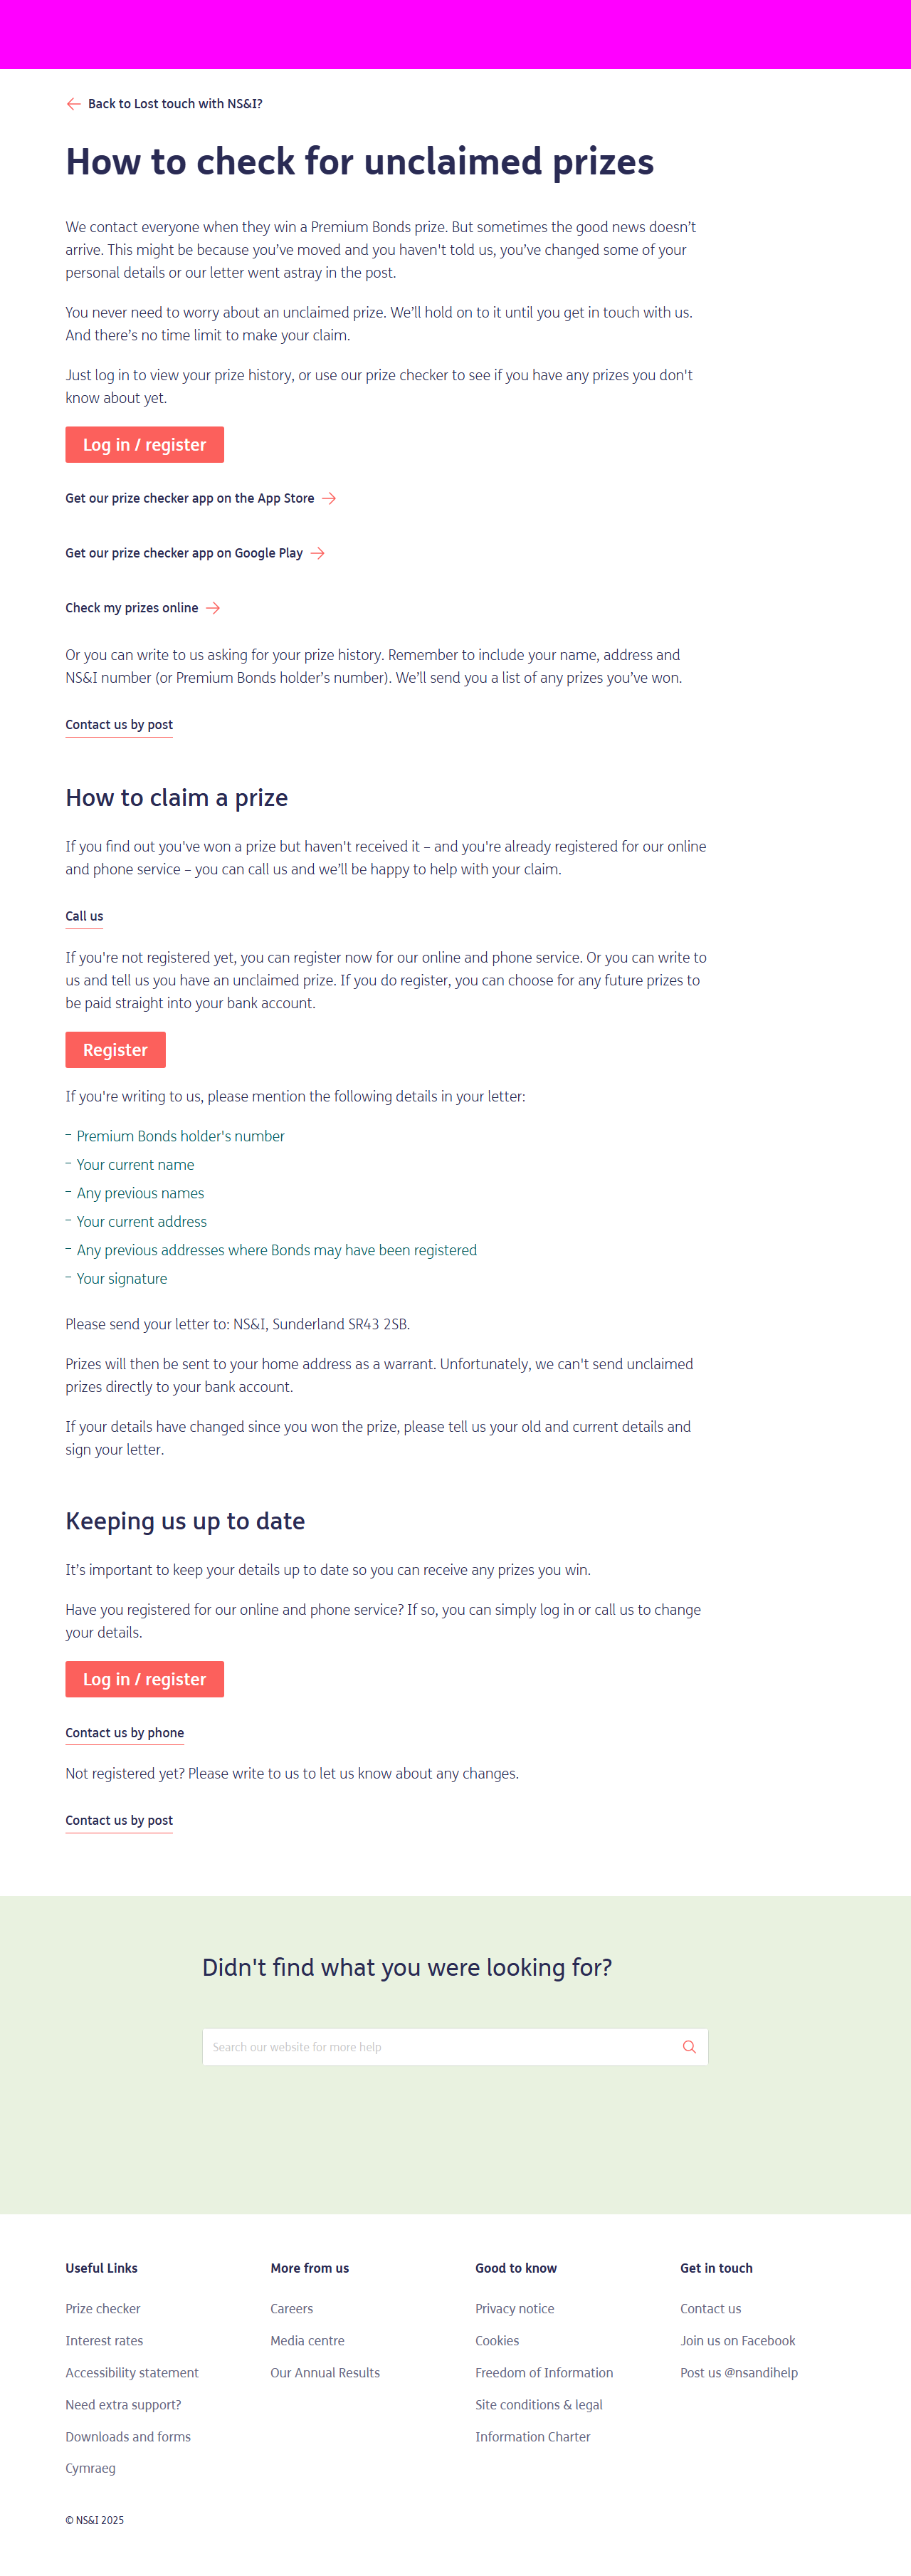 Back to Lost touch with NS&I?
How to check for unclaimed prizes
We contact everyone when they win a Premium Bonds prize. But sometimes the good news doesn’t
arrive. This might be because you’ve moved and you haven't told us, you’ve changed some of your
personal details or our letter went astray in the post.
You never need to worry about an unclaimed prize. We’ll hold on to it until you get in touch with us.
And there’s no time limit to make your claim.
Just log in to view your prize history, or use our prize checker to see if you have any prizes you don't
know about yet.
Log in / register
Get our prize checker app on the App Store
Get our prize checker app on Google Play
Check my prizes online
Or you can write to us asking for your prize history. Remember to include your name, address and
NS&I number (or Premium Bonds holder’s number). We’ll send you a list of any prizes you’ve won.
Contact us by post
How to claim a prize
If you find out you've won a prize but haven't received it – and you're already registered for our online
and phone service – you can call us and we’ll be happy to help with your claim.
Call us
If you're not registered yet, you can register now for our online and phone service. Or you can write to
us and tell us you have an unclaimed prize. If you do register, you can choose for any future prizes to
be paid straight into your bank account.
Register
If you're writing to us, please mention the following details in your letter:
– Premium Bonds holder's number
– Your current name
– Any previous names
– Your current address
– Any previous addresses where Bonds may have been registered
– Your signature
Please send your letter to: NS&I, Sunderland SR43 2SB.
Prizes will then be sent to your home address as a warrant. Unfortunately, we can't send unclaimed
prizes directly to your bank account.
If your details have changed since you won the prize, please tell us your old and current details and
sign your letter.
Keeping us up to date
It’s important to keep your details up to date so you can receive any prizes you win.
Have you registered for our online and phone service? If so, you can simply log in or call us to change
your details.
Log in / register
Contact us by phone
Not registered yet? Please write to us to let us know about any changes.
Contact us by post
Didn't find what you were looking for?
Search our website for more help
Useful Links
Prize checker
Interest rates
Accessibility statement
Need extra support?
Downloads and forms
Cymraeg
More from us
Careers
Media centre
Our Annual Results
Good to know
Privacy notice
Cookies
Freedom of Information
Site conditions & legal
Information Charter
Get in touch
Contact us
Join us on Facebook
Post us @nsandihelp
© NS&I 2025